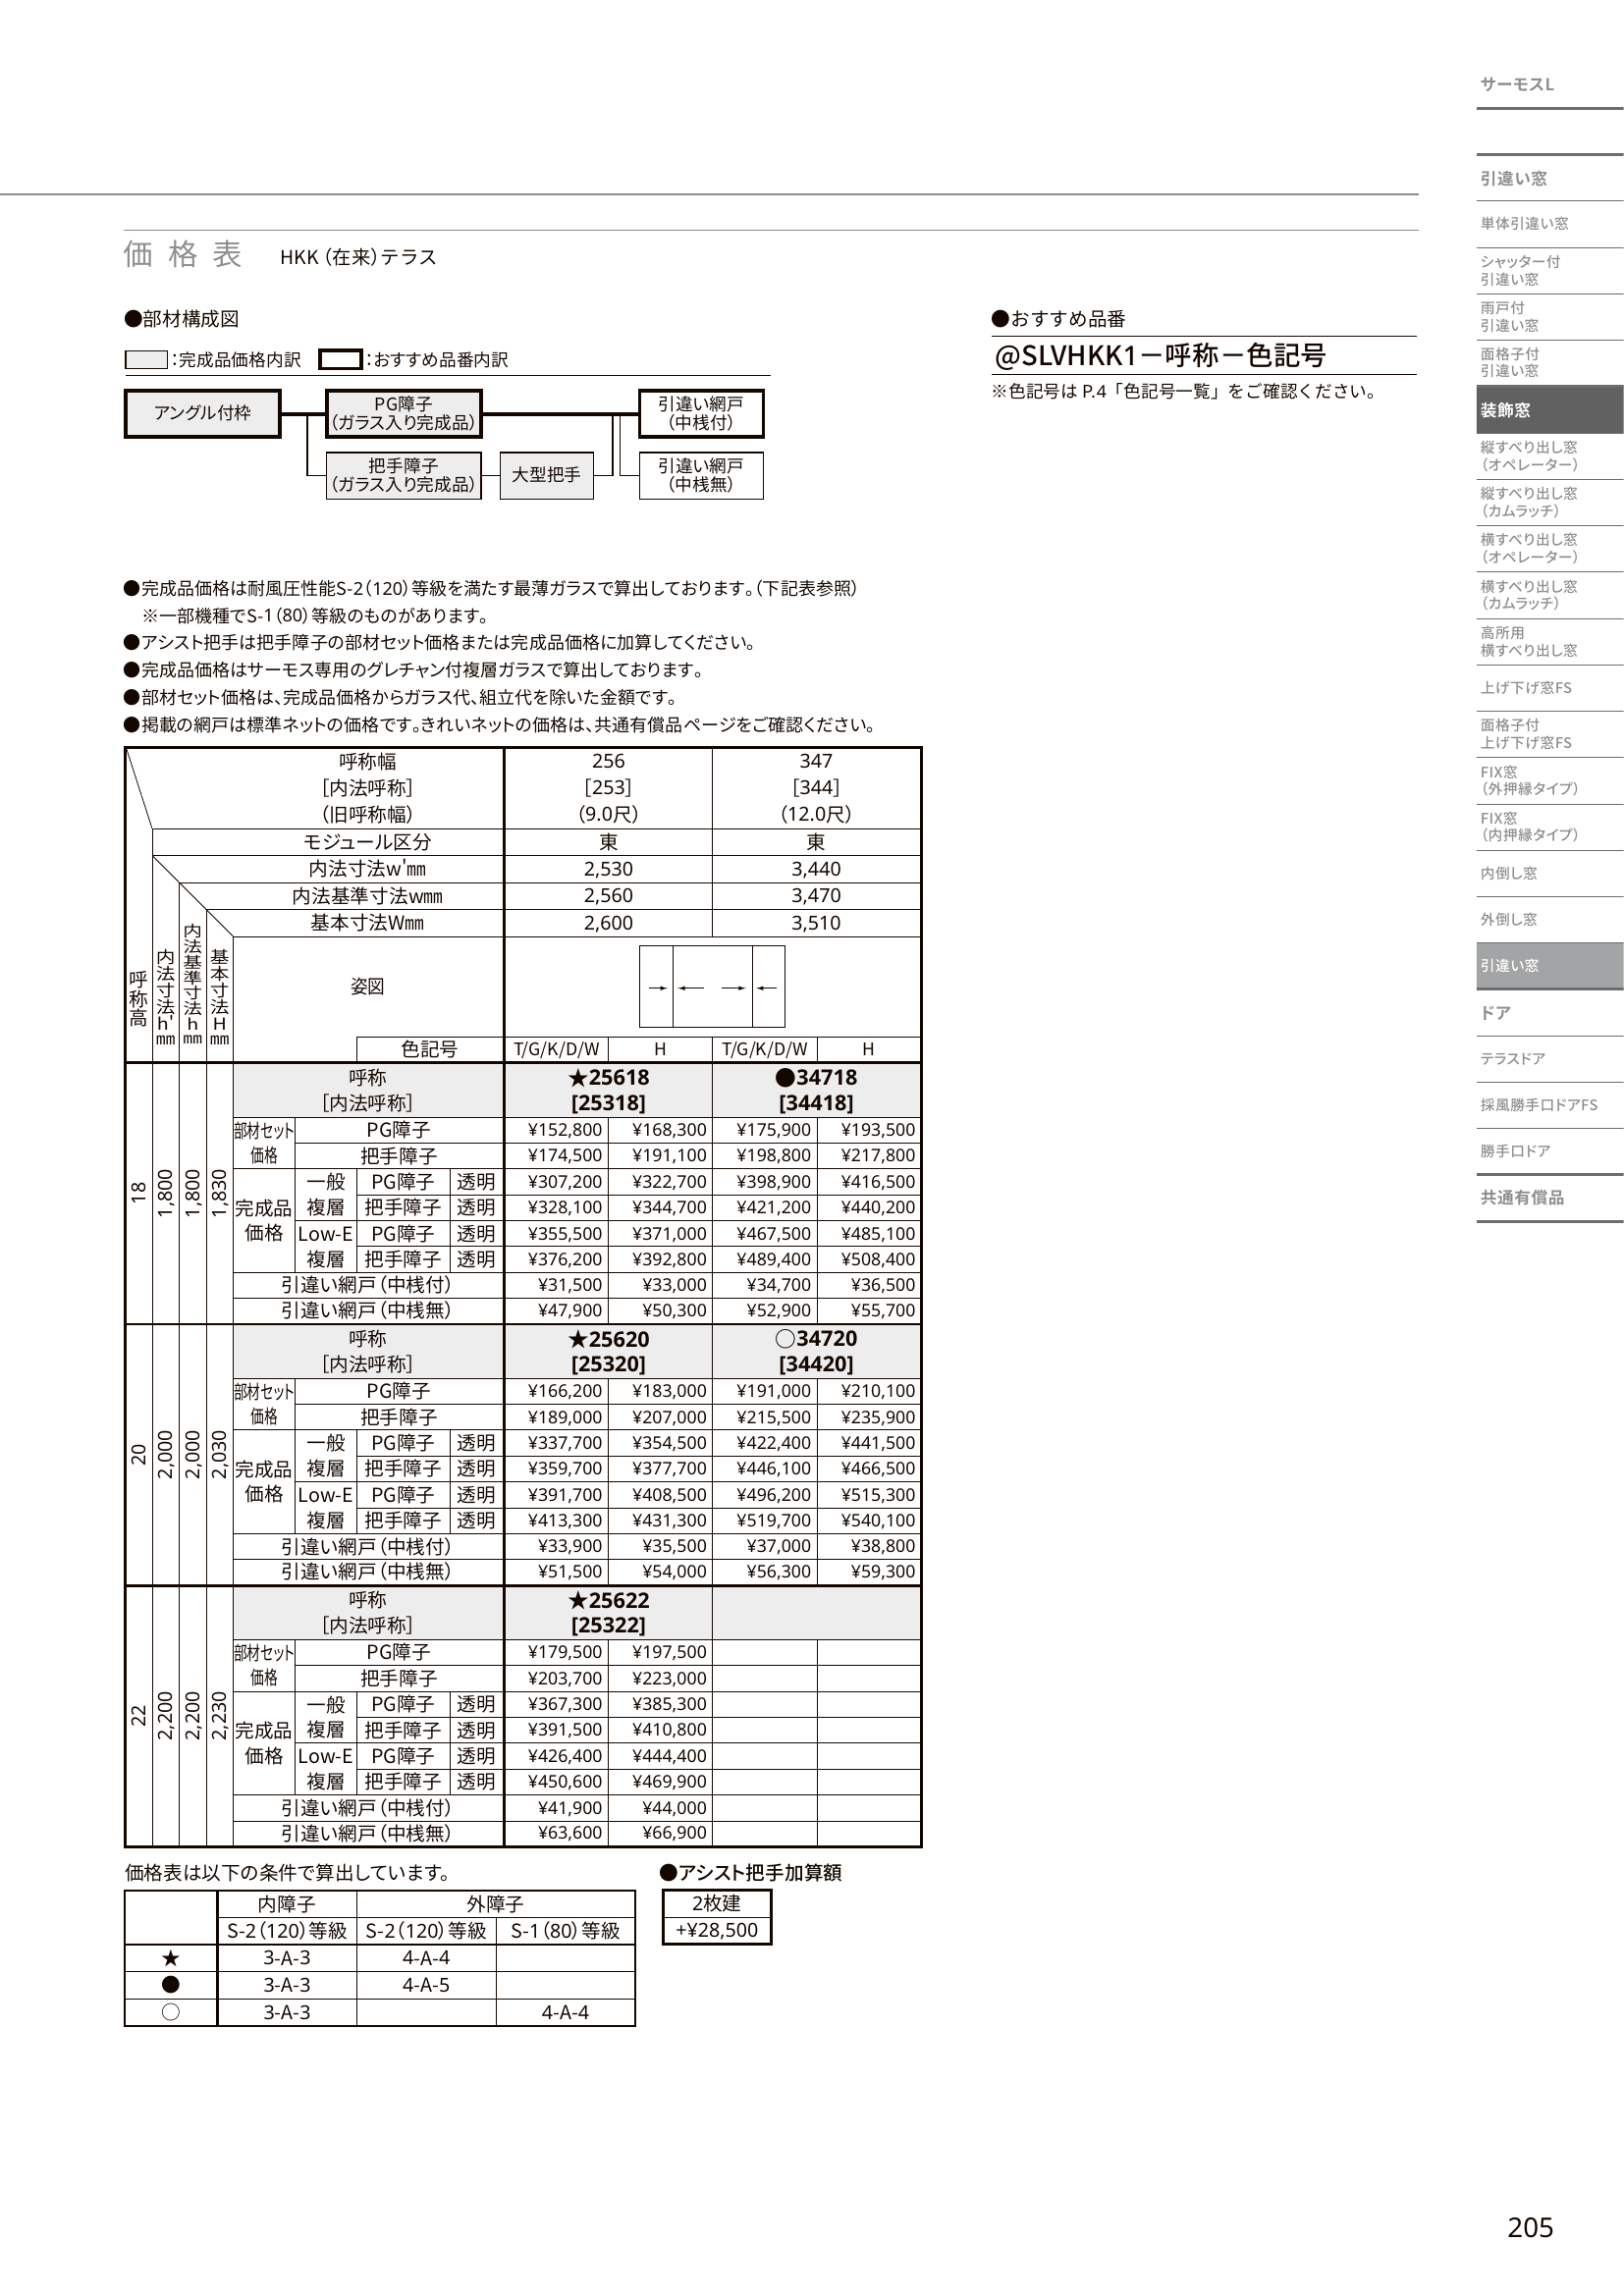 サーモスL
引違い窓
単体引違い窓
シャッター付
引違い窓
雨戸付
引違い窓
面格子付
引違い窓
装飾窓
縦すべり出し窓
（オペレーター）
縦すべり出し窓
（カムラッチ）
横すべり出し窓
（オペレーター）
横すべり出し窓
（カムラッチ）
高所用
横すべり出し窓
上げ下げ窓FS
面格子付
上げ下げ窓FS
FIX窓
（外押縁タイプ）
FIX窓
（内押縁タイプ）
内倒し窓
外倒し窓
引違い窓
ドア
テラスドア
採風勝手口ドアFS
勝手口ドア
共通有償品
価格表 HKK（在来）テラス
●部材構成図
：完成品価格内訳 ：おすすめ品番内訳
アングル付枠
PG障子
（ガラス入り完成品）
引違い網戸
（中桟付）
把手障子
（ガラス入り完成品）
大型把手
引違い網戸
（中桟無）
●おすすめ品番
@SLVHKK1－呼称－色記号
※色記号は P.4「色記号一覧」をご確認ください。
●完成品価格は耐風圧性能S-2（120）等級を満たす最薄ガラスで算出しております。（下記表参照）
※一部機種でS-1（80）等級のものがあります。
●アシスト把手は把手障子の部材セット価格または完成品価格に加算してください。
●完成品価格はサーモス専用のグレチャン付複層ガラスで算出しております。
●部材セット価格は、完成品価格からガラス代、組立代を除いた金額です。
●掲載の網戸は標準ネットの価格です。きれいネットの価格は、共通有償品ページをご確認ください。
呼称幅 256 347
［内法呼称］ ［253］ ［344］
（旧呼称幅） （9.0尺） （12.0尺）
モジュール区分 東 東
内法寸法w'㎜ 2,530 3,440
内法基準寸法w㎜ 2,560 3,470
基本寸法W㎜ 2,600 3,510
呼称高 内法寸法h'㎜ 内法基準寸法h㎜ 基本寸法H㎜
姿図
色記号 T/G/K/D/W H T/G/K/D/W H
18 1,800 1,800 1,830
呼称 ★25618 ●34718
［内法呼称］ [25318] [34418]
部材セット価格 PG障子 ¥152,800 ¥168,300 ¥175,900 ¥193,500
把手障子 ¥174,500 ¥191,100 ¥198,800 ¥217,800
完成品価格 一般複層 PG障子 透明 ¥307,200 ¥322,700 ¥398,900 ¥416,500
把手障子 透明 ¥328,100 ¥344,700 ¥421,200 ¥440,200
Low-E複層 PG障子 透明 ¥355,500 ¥371,000 ¥467,500 ¥485,100
把手障子 透明 ¥376,200 ¥392,800 ¥489,400 ¥508,400
引違い網戸（中桟付） ¥31,500 ¥33,000 ¥34,700 ¥36,500
引違い網戸（中桟無） ¥47,900 ¥50,300 ¥52,900 ¥55,700
20 2,000 2,000 2,030
呼称 ★25620 ○34720
［内法呼称］ [25320] [34420]
部材セット価格 PG障子 ¥166,200 ¥183,000 ¥191,000 ¥210,100
把手障子 ¥189,000 ¥207,000 ¥215,500 ¥235,900
完成品価格 一般複層 PG障子 透明 ¥337,700 ¥354,500 ¥422,400 ¥441,500
把手障子 透明 ¥359,700 ¥377,700 ¥446,100 ¥466,500
Low-E複層 PG障子 透明 ¥391,700 ¥408,500 ¥496,200 ¥515,300
把手障子 透明 ¥413,300 ¥431,300 ¥519,700 ¥540,100
引違い網戸（中桟付） ¥33,900 ¥35,500 ¥37,000 ¥38,800
引違い網戸（中桟無） ¥51,500 ¥54,000 ¥56,300 ¥59,300
22 2,200 2,200 2,230
呼称 ★25622
［内法呼称］ [25322]
部材セット価格 PG障子 ¥179,500 ¥197,500
把手障子 ¥203,700 ¥223,000
完成品価格 一般複層 PG障子 透明 ¥367,300 ¥385,300
把手障子 透明 ¥391,500 ¥410,800
Low-E複層 PG障子 透明 ¥426,400 ¥444,400
把手障子 透明 ¥450,600 ¥469,900
引違い網戸（中桟付） ¥41,900 ¥44,000
引違い網戸（中桟無） ¥63,600 ¥66,900
価格表は以下の条件で算出しています。
内障子 外障子
S-2（120）等級 S-2（120）等級 S-1（80）等級
★ 3-A-3 4-A-4
● 3-A-3 4-A-5
○ 3-A-3 4-A-4
●アシスト把手加算額
2枚建
+¥28,500
205